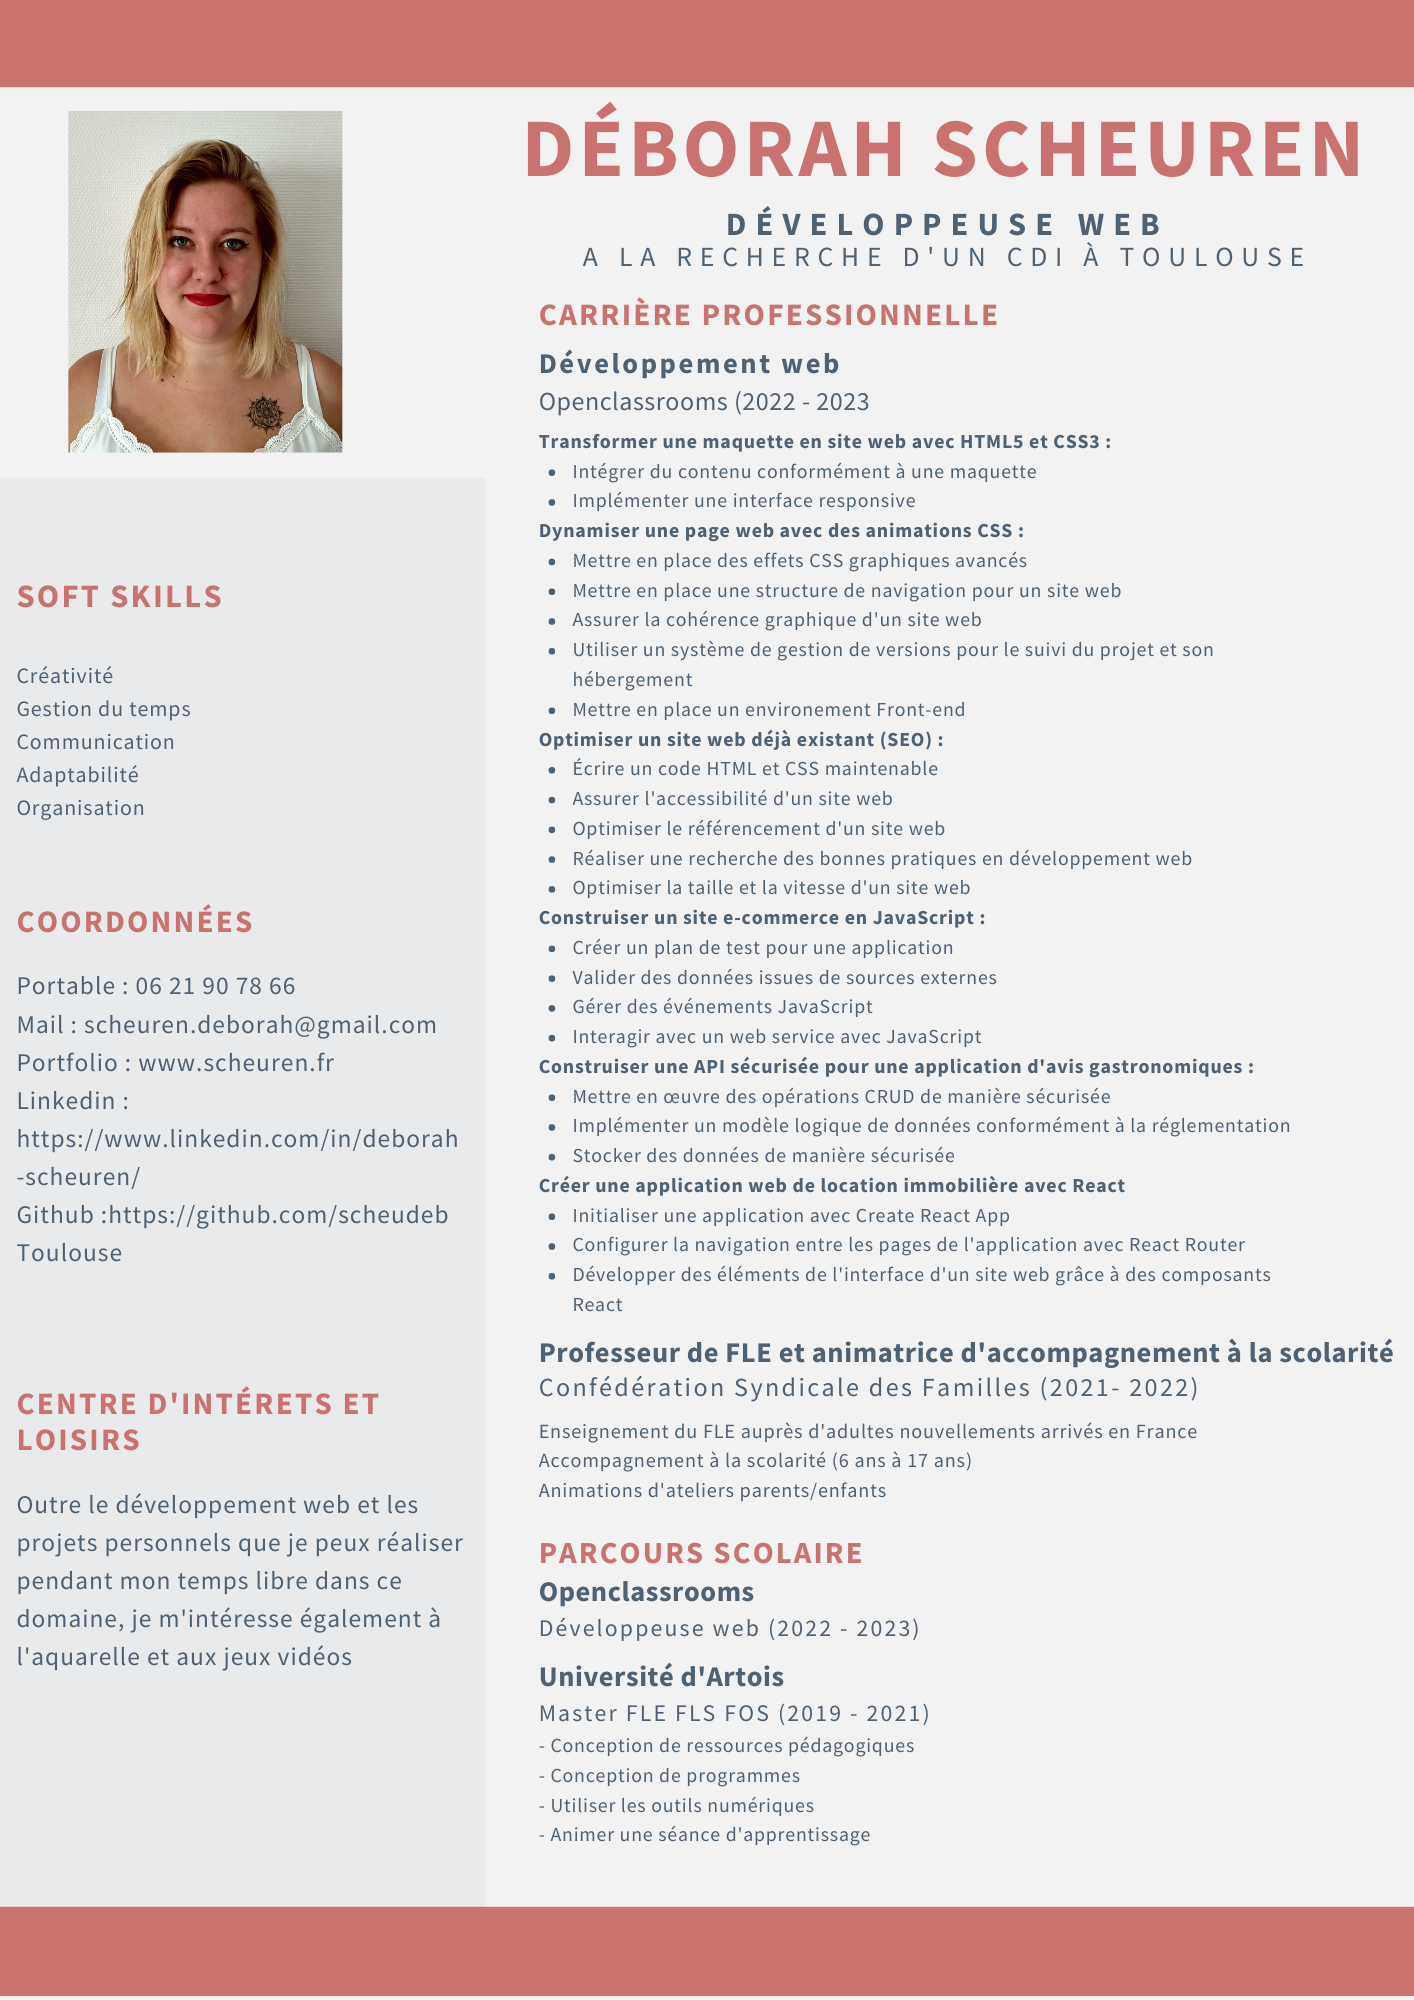 DÉBORAH SCHEUREN
DÉVELOPPEUSE WEB
A LA RECHERCHE D'UN CDI À TOULOUSE
SOFT SKILLS
Créativité
Gestion du temps
Communication
Adaptabilité
Organisation
COORDONNÉES
Portable : 06 21 90 78 66
Mail : scheuren.deborah@gmail.com
Portfolio : www.scheuren.fr
Linkedin :
https://www.linkedin.com/in/deborah
-scheuren/
Github :https://github.com/scheudeb
Toulouse
CENTRE D'INTÉRETS ET
LOISIRS
Outre le développement web et les
projets personnels que je peux réaliser
pendant mon temps libre dans ce
domaine, je m'intéresse également à
l'aquarelle et aux jeux vidéos
CARRIÈRE PROFESSIONNELLE
Développement web
Openclassrooms (2022 - 2023
Transformer une maquette en site web avec HTML5 et CSS3 :
• Intégrer du contenu conformément à une maquette
• Implémenter une interface responsive
Dynamiser une page web avec des animations CSS :
• Mettre en place des effets CSS graphiques avancés
• Mettre en place une structure de navigation pour un site web
• Assurer la cohérence graphique d'un site web
• Utiliser un système de gestion de versions pour le suivi du projet et son
hébergement
• Mettre en place un environement Front-end
Optimiser un site web déjà existant (SEO) :
• Écrire un code HTML et CSS maintenable
• Assurer l'accessibilité d'un site web
• Optimiser le référencement d'un site web
• Réaliser une recherche des bonnes pratiques en développement web
• Optimiser la taille et la vitesse d'un site web
Construiser un site e-commerce en JavaScript :
• Créer un plan de test pour une application
• Valider des données issues de sources externes
• Gérer des événements JavaScript
• Interagir avec un web service avec JavaScript
Construiser une API sécurisée pour une application d'avis gastronomiques :
• Mettre en œuvre des opérations CRUD de manière sécurisée
• Implémenter un modèle logique de données conformément à la réglementation
• Stocker des données de manière sécurisée
Créer une application web de location immobilière avec React
• Initialiser une application avec Create React App
• Configurer la navigation entre les pages de l'application avec React Router
• Développer des éléments de l'interface d'un site web grâce à des composants
React
Professeur de FLE et animatrice d'accompagnement à la scolarité
Confédération Syndicale des Familles (2021- 2022)
Enseignement du FLE auprès d'adultes nouvellements arrivés en France
Accompagnement à la scolarité (6 ans à 17 ans)
Animations d'ateliers parents/enfants
PARCOURS SCOLAIRE
Openclassrooms
Développeuse web (2022 - 2023)
Université d'Artois
Master FLE FLS FOS (2019 - 2021)
- Conception de ressources pédagogiques
- Conception de programmes
- Utiliser les outils numériques
- Animer une séance d'apprentissage